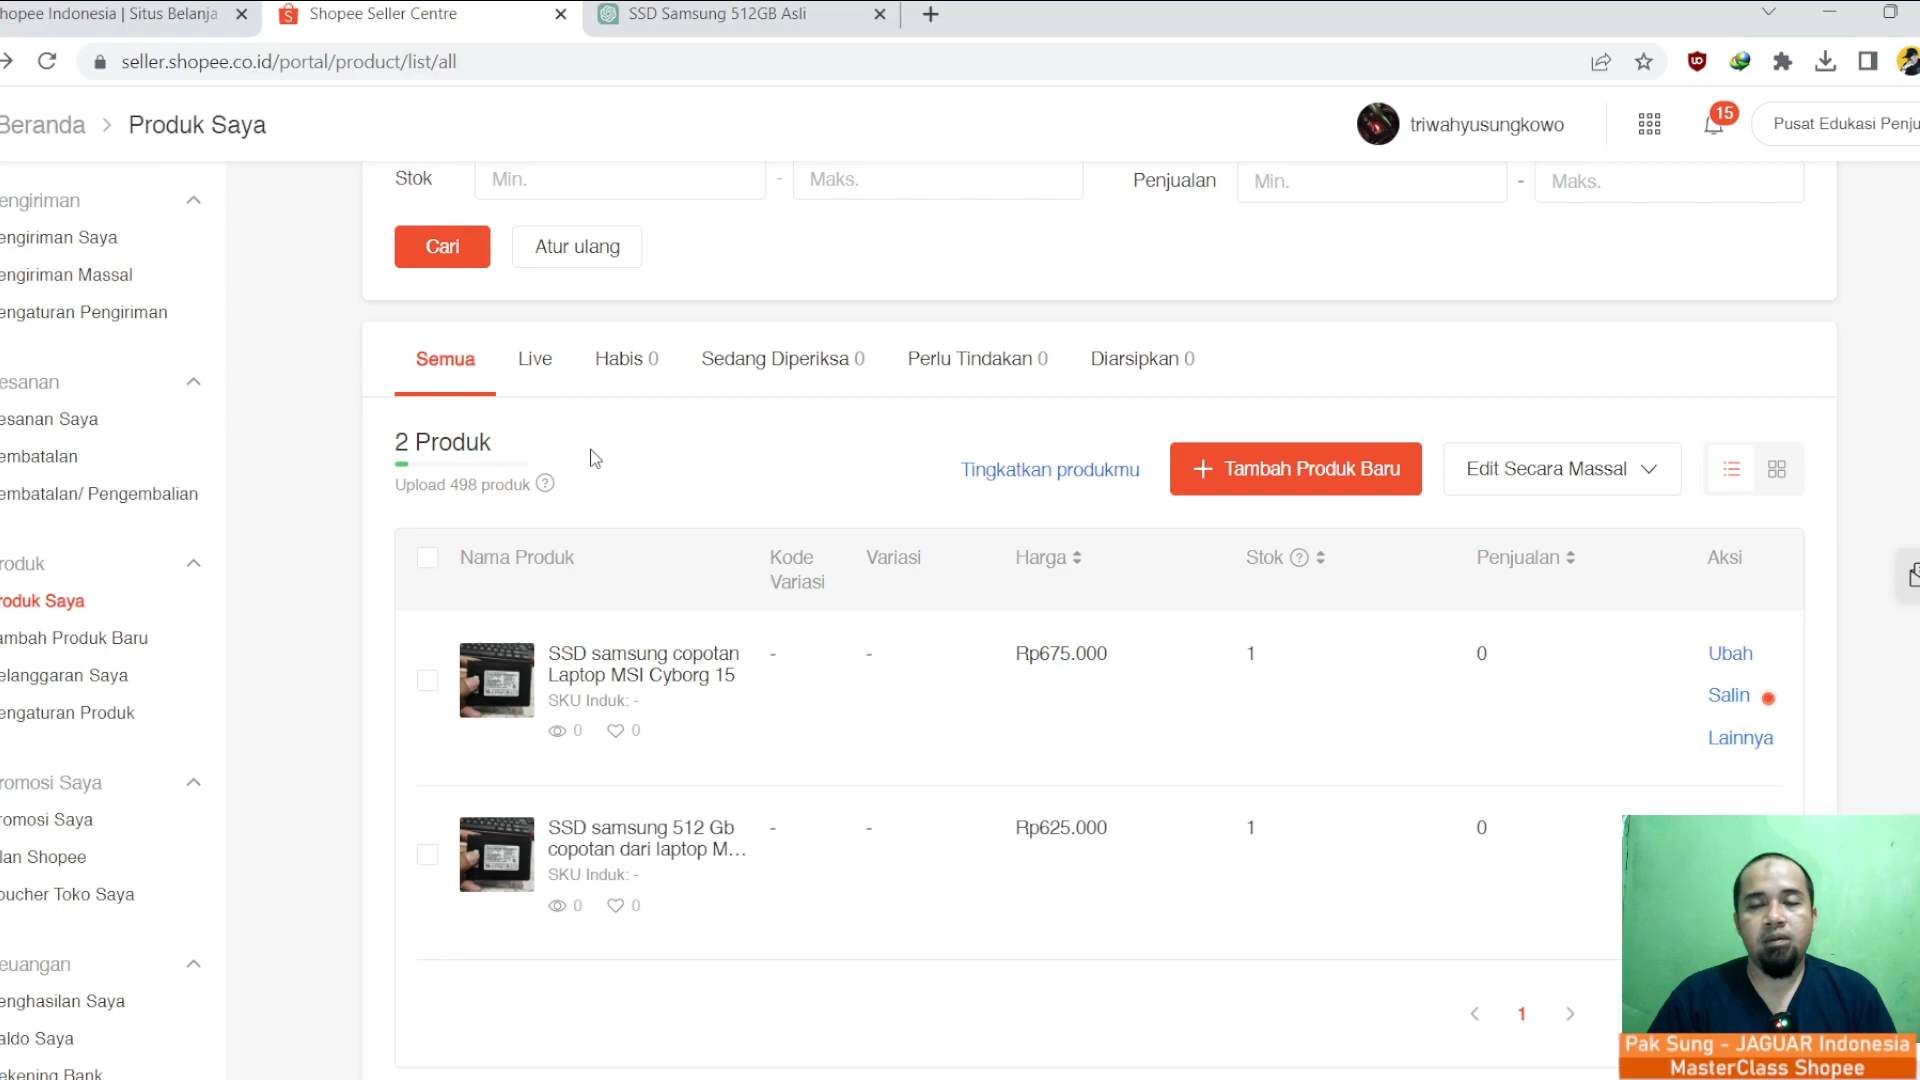 hopee Indonesia | Situs Belanja
Shopee Seller Centre
SSD Samsung 512GB Asli
seller.shopee.co.id/portal/product/list/all
Beranda > Produk Saya
triwahyusungkowo
15
Pusat Edukasi Penju
engiriman
engiriman Saya
engiriman Massal
engaturan Pengiriman
esanan
esanan Saya
embatalan
embatalan/ Pengembalian
roduk
roduk Saya
ambah Produk Baru
elanggaran Saya
engaturan Produk
romosi Saya
romosi Saya
lan Shopee
oucher Toko Saya
euangan
enghasilan Saya
aldo Saya
ekening Bank
Stok Min. - Maks.
Penjualan Min. - Maks.
Cari Atur ulang
Semua Live Habis 0 Sedang Diperiksa 0 Perlu Tindakan 0 Diarsipkan 0
2 Produk
Upload 498 produk ?
Tingkatkan produkmu
+ Tambah Produk Baru
Edit Secara Massal
Nama Produk
Kode
Variasi
Variasi
Harga
Stok ?
Penjualan
Aksi
SSD samsung copotan
Laptop MSI Cyborg 15
SKU Induk: -
0 0
- - Rp675.000 1 0
Ubah
Salin
Lainnya
SSD samsung 512 Gb
copotan dari laptop M...
SKU Induk: -
0 0
- - Rp625.000 1 0
< 1 >
Pak Sung - JAGUAR Indonesia
MasterClass Shopee